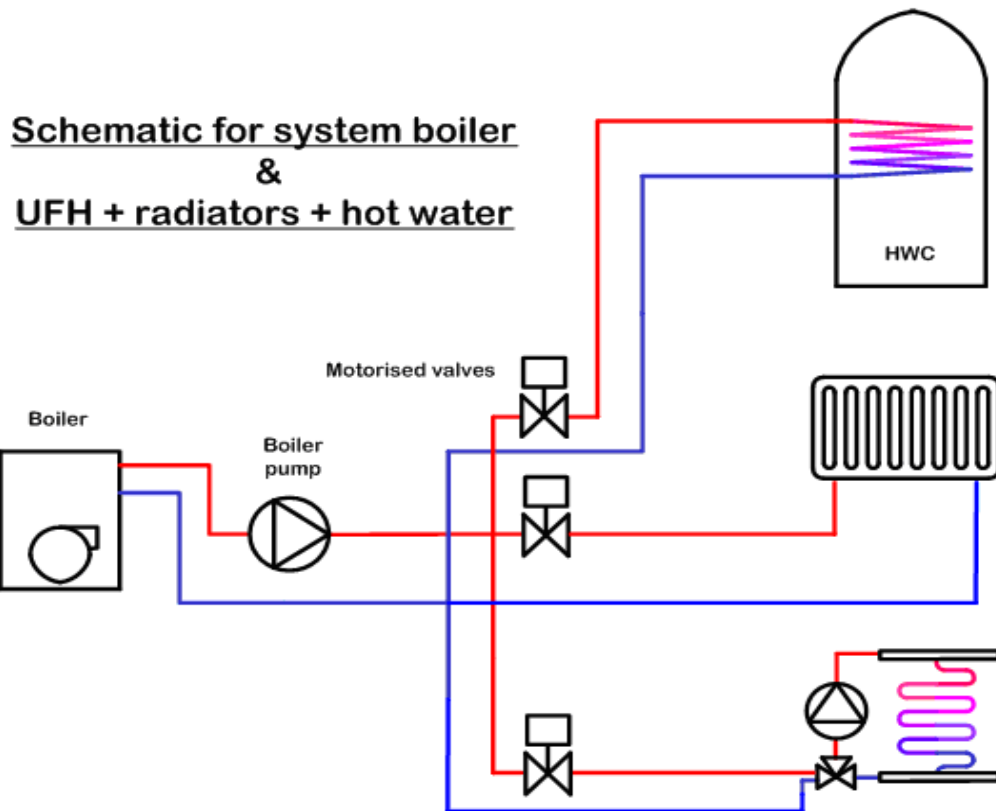 Schematic for system boiler
&
UFH + radiators + hot water
HWC
Motorised valves
Boiler
Boiler
pump